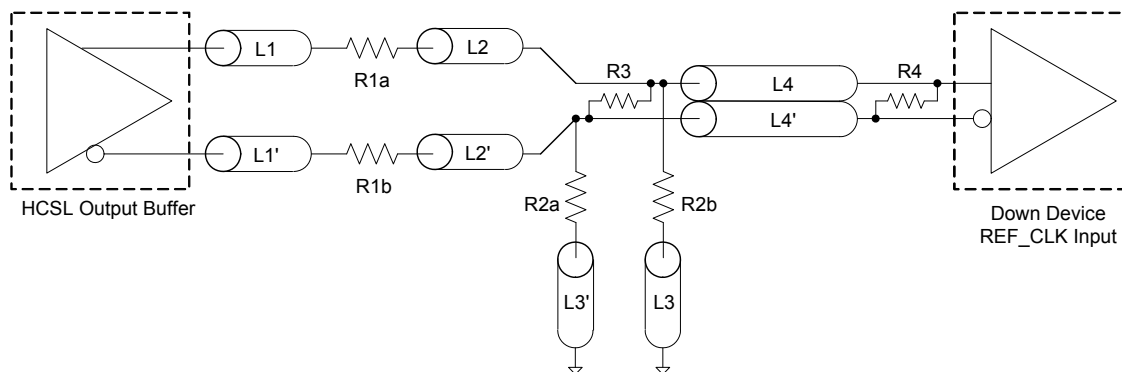 L1
R1a
L2
R3
L4
R4
L1'
R1b
L2'
L4'
HCSL Output Buffer
R2a
R2b
Down Device
REF_CLK Input
L3'
L3